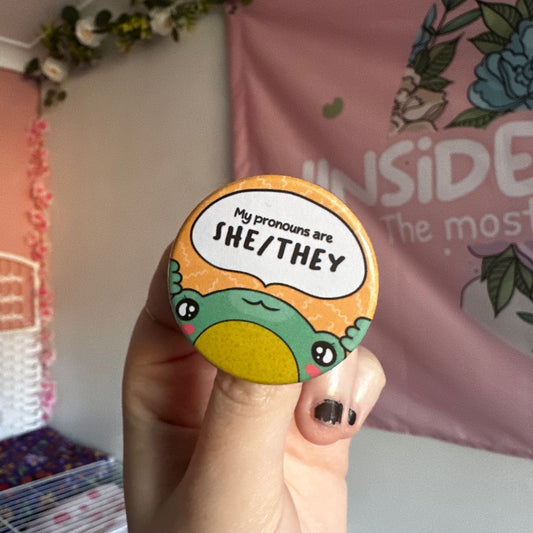 My pronouns are
SHE/THEY
INSiDE
The most